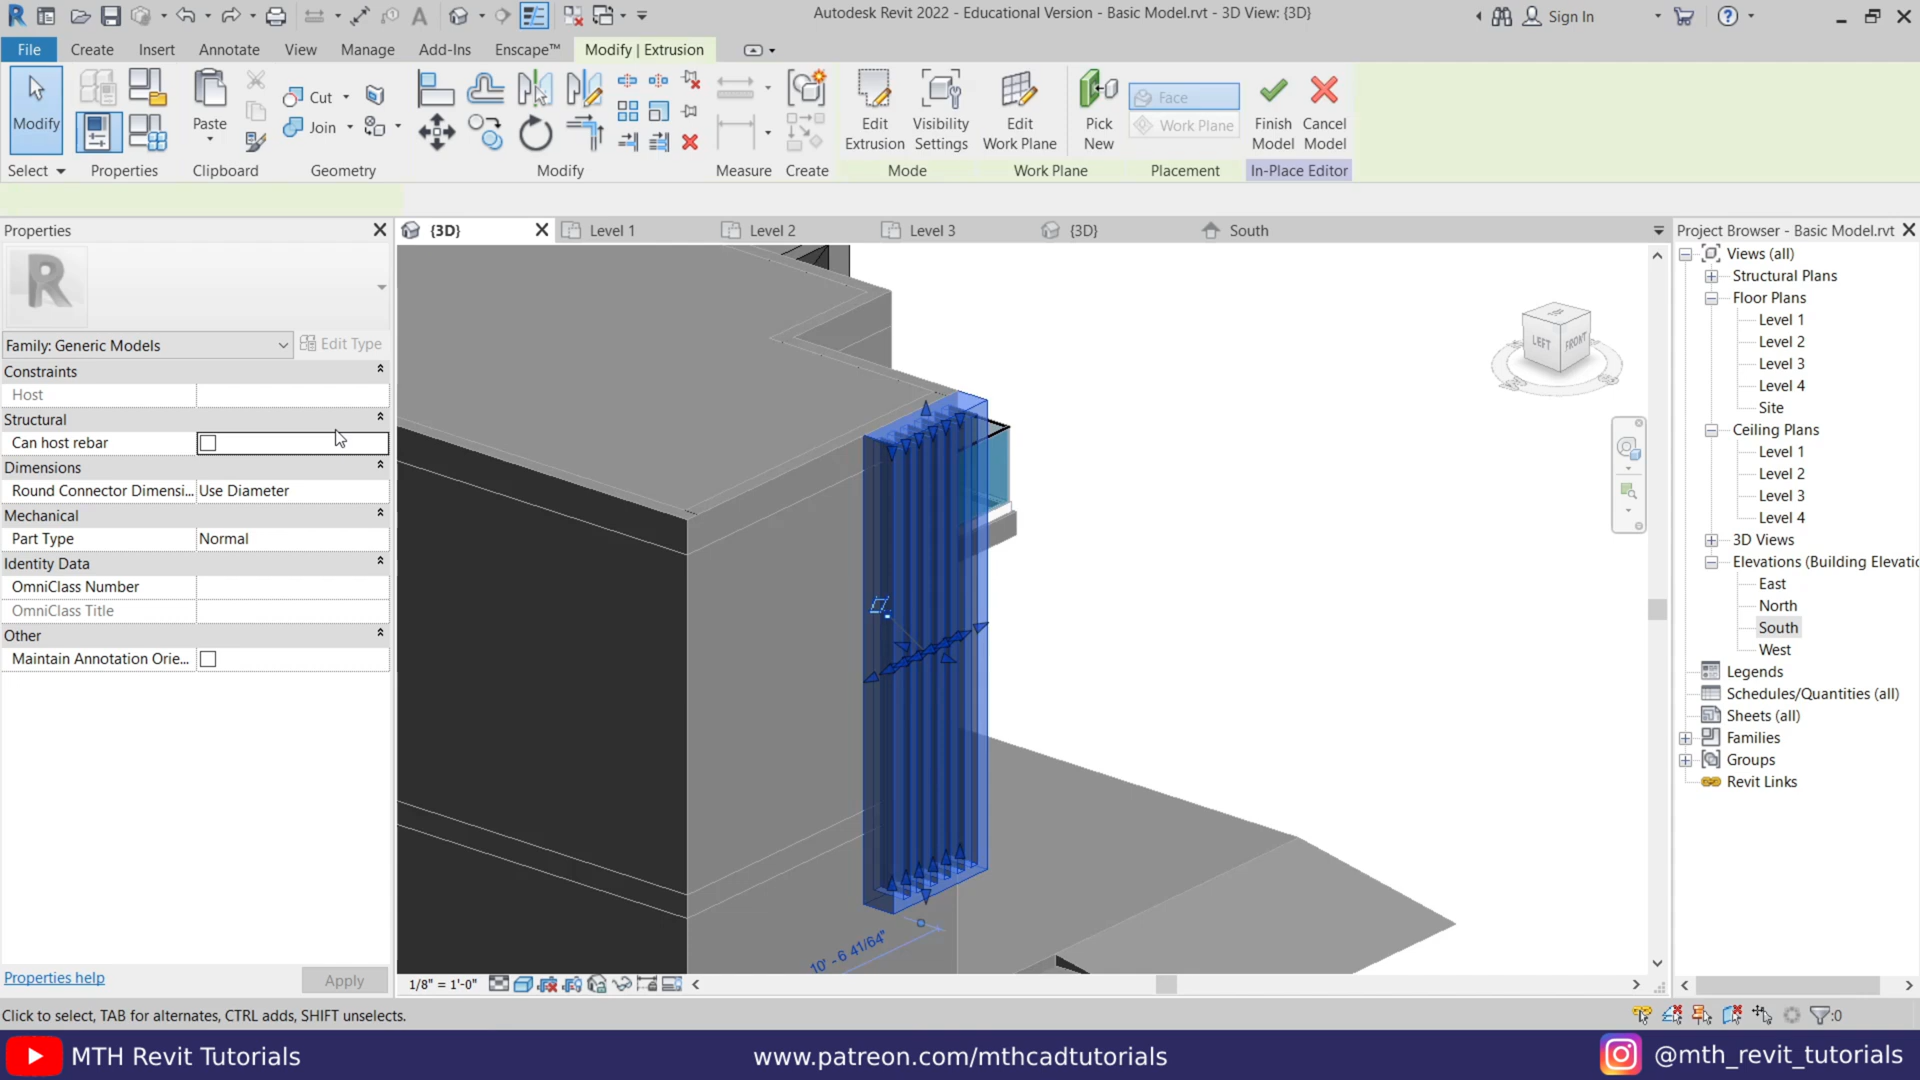 Autodesk Revit 2022 - Educational Version - Basic Model.rvt - 3D View: {3D}
Sign In
File
Create
Insert
Annotate
View
Manage
Add-Ins
Enscape™
Modify | Extrusion
Modify
Paste
Cut
Join
Edit
Extrusion
Visibility
Settings
Edit
Work Plane
Pick
New
Face
Work Plane
Finish
Model
Cancel
Model
Select
Properties
Clipboard
Geometry
Modify
Measure
Create
Mode
Work Plane
Placement
In-Place Editor
Properties
{3D}
Level 1
Level 2
Level 3
{3D}
South
Project Browser - Basic Model.rvt
R
Family: Generic Models
Edit Type
Constraints
Host
Structural
Can host rebar
Dimensions
Round Connector Dimensi... Use Diameter
Mechanical
Part Type Normal
Identity Data
OmniClass Number
OmniClass Title
Other
Maintain Annotation Orie...
Properties help
Apply
TOP
LEFT
FRONT
10' - 6 41/64"
Views (all)
Structural Plans
Floor Plans
Level 1
Level 2
Level 3
Level 4
Site
Ceiling Plans
Level 1
Level 2
Level 3
Level 4
3D Views
Elevations (Building Elevatic
East
North
South
West
Legends
Schedules/Quantities (all)
Sheets (all)
Families
Groups
Revit Links
1/8" = 1'-0"
Click to select, TAB for alternates, CTRL adds, SHIFT unselects.
:0
MTH Revit Tutorials
www.patreon.com/mthcadtutorials
@mth_revit_tutorials